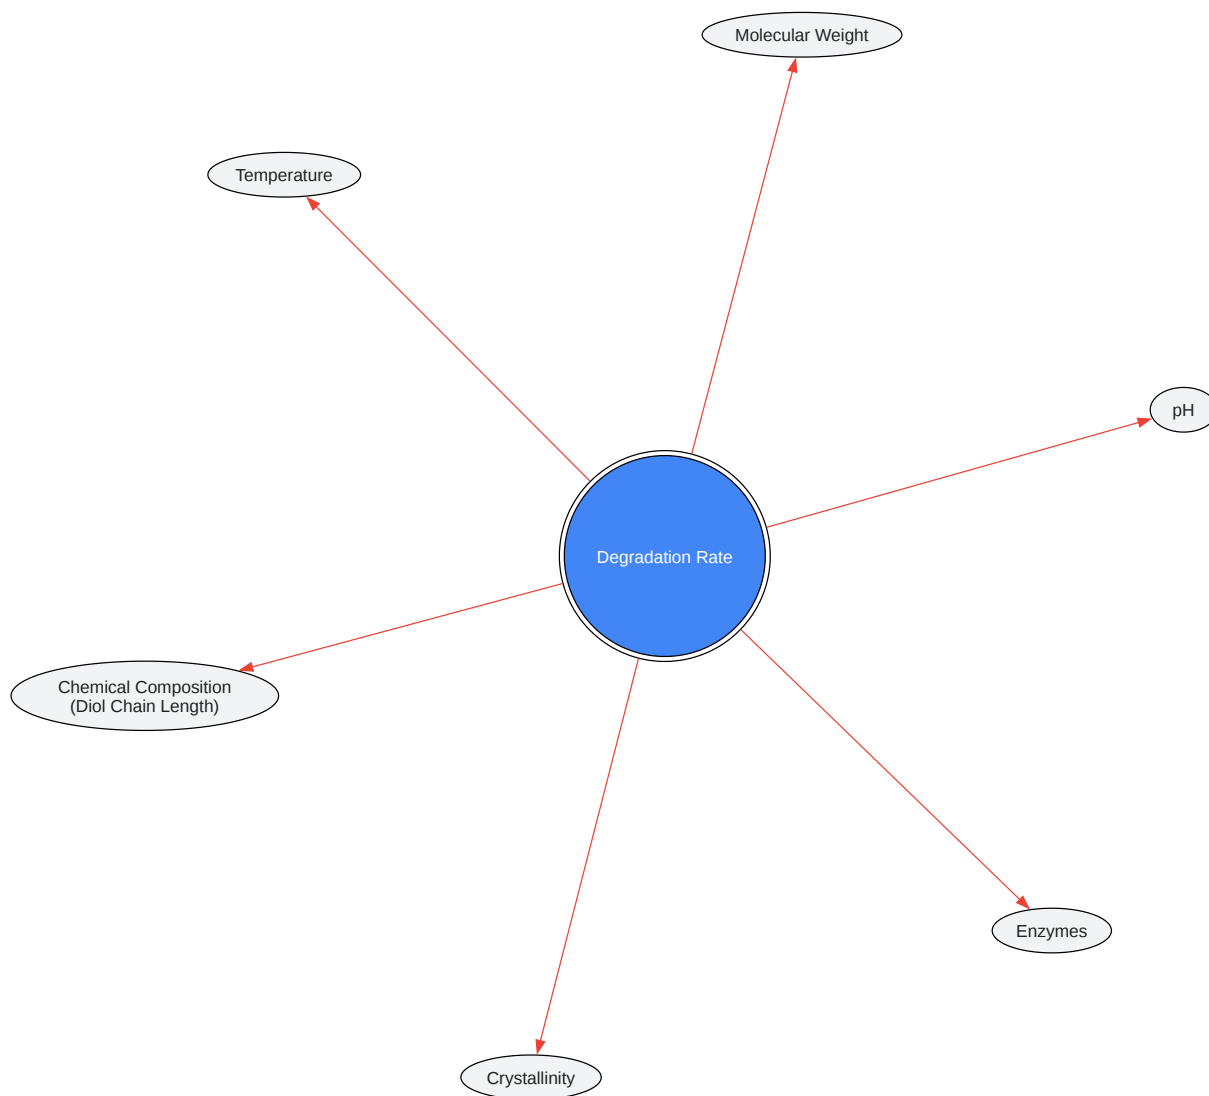 Molecular Weight
Temperature
pH
Degradation Rate
Chemical Composition
(Diol Chain Length)
Enzymes
Crystallinity